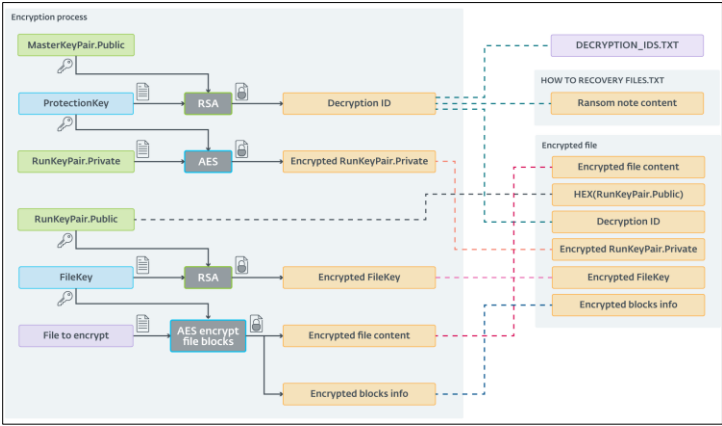 Encryption process
MasterKeyPair.Public
DECRYPTION_IDS.TXT
HOW TO RECOVERY FILES.TXT
ProtectionKey
RSA
Decryption ID
Ransom note content
Encrypted file
RunKeyPair.Private
AES
Encrypted RunKeyPair.Private
Encrypted file content
HEX(RunKeyPair.Public)
RunKeyPair.Public
Decryption ID
Encrypted RunKeyPair.Private
FileKey
RSA
Encrypted FileKey
Encrypted FileKey
Encrypted blocks info
File to encrypt
AES encrypt
file blocks
Encrypted file content
Encrypted blocks info